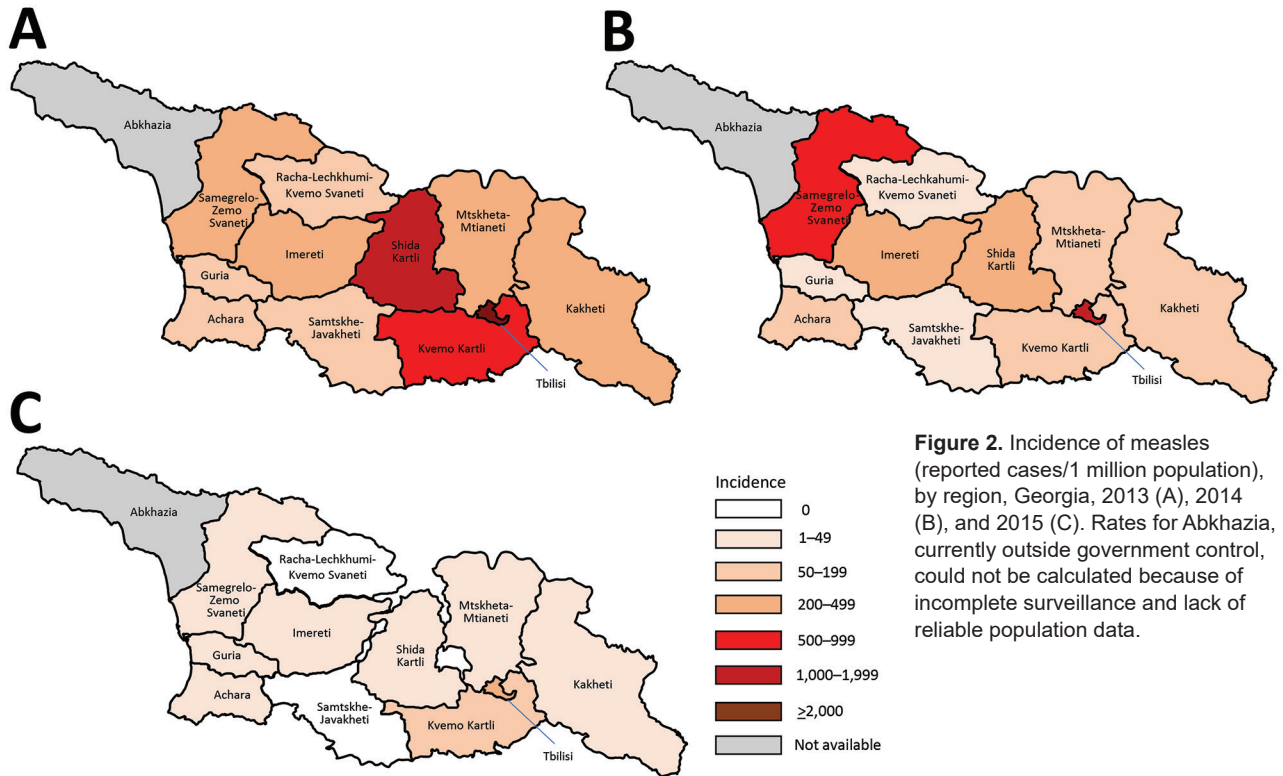 A
Abkhazia
Samegrelo-
Zemo
Svaneti
Racha-Lechkhumi-
Kvemo Svaneti
Mtskheta-
Mtianeti
Imereti
Shida
Kartli
Guria
Kakheti
Achara
Samtskhe-
Javakheti
Kvemo Kartli
Tbilisi
B
Abkhazia
Samegrelo-
Zemo
Svaneti
Racha-Lechkahumi-
Kvemo Svaneti
Mtskheta-
Mtianeti
Imereti
Shida
Kartli
Guria
Kakheti
Achara
Samtskhe-
Javakheti
Kvemo Kartli
Tbilisi
C
Abkhazia
Samegrelo-
Zemo
Svaneti
Racha-Lechkhumi-
Kvemo Svaneti
Mtskheta-
Mtianeti
Imereti
Shida
Kartli
Guria
Kakheti
Achara
Samtskhe-
Javakheti
Kvemo Kartli
Tbilisi
Incidence
0
1–49
50–199
200–499
500–999
1,000–1,999
≥2,000
Not available
Figure 2. Incidence of measles
(reported cases/1 million population),
by region, Georgia, 2013 (A), 2014
(B), and 2015 (C). Rates for Abkhazia,
currently outside government control,
could not be calculated because of
incomplete surveillance and lack of
reliable population data.